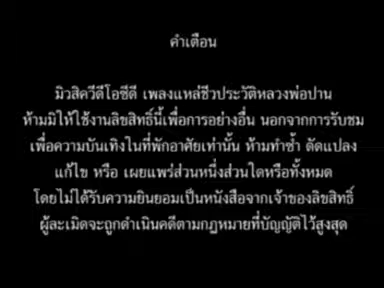 คำเตือน
มิวสิควีดีโอซีดี เพลงแหล่ชีวประวัติหลวงพ่อปาน
ห้ามมิให้ใช้งานลิขสิทธิ์นี้เพื่อการอย่างอื่น นอกจากการรับชม
เพื่อความบันเทิงในที่พักอาศัยเท่านั้น ห้ามทำซ้ำ ดัดแปลง
แก้ไข หรือ เผยแพร่ส่วนหนึ่งส่วนใดหรือทั้งหมด
โดยไม่ได้รับความยินยอมเป็นหนังสือจากเจ้าของลิขสิทธิ์
ผู้ละเมิดจะถูกดำเนินคดีตามกฎหมายที่บัญญัติไว้สูงสุด